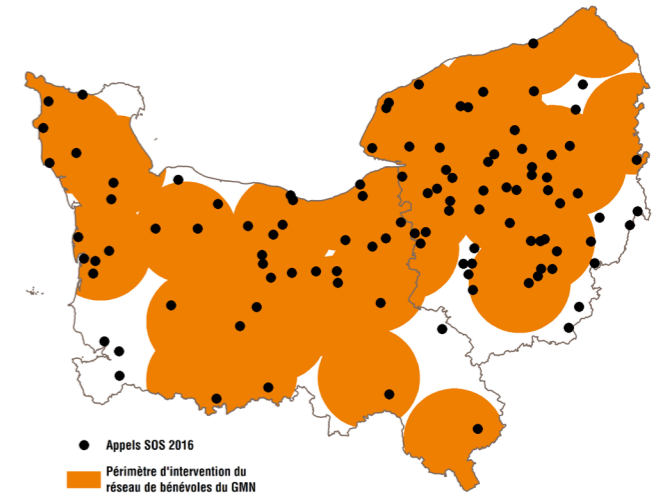 Appels SOS 2016
Périmètre d'intervention du
réseau de bénévoles du GMN